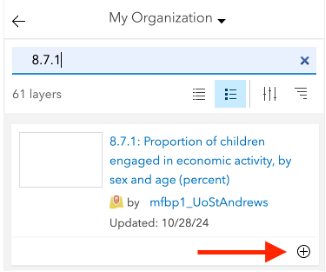 My Organization
8.7.1
61 layers
8.7.1: Proportion of children
engaged in economic activity, by
sex and age (percent)
by mfbp1_UoStAndrews
Updated: 10/28/24